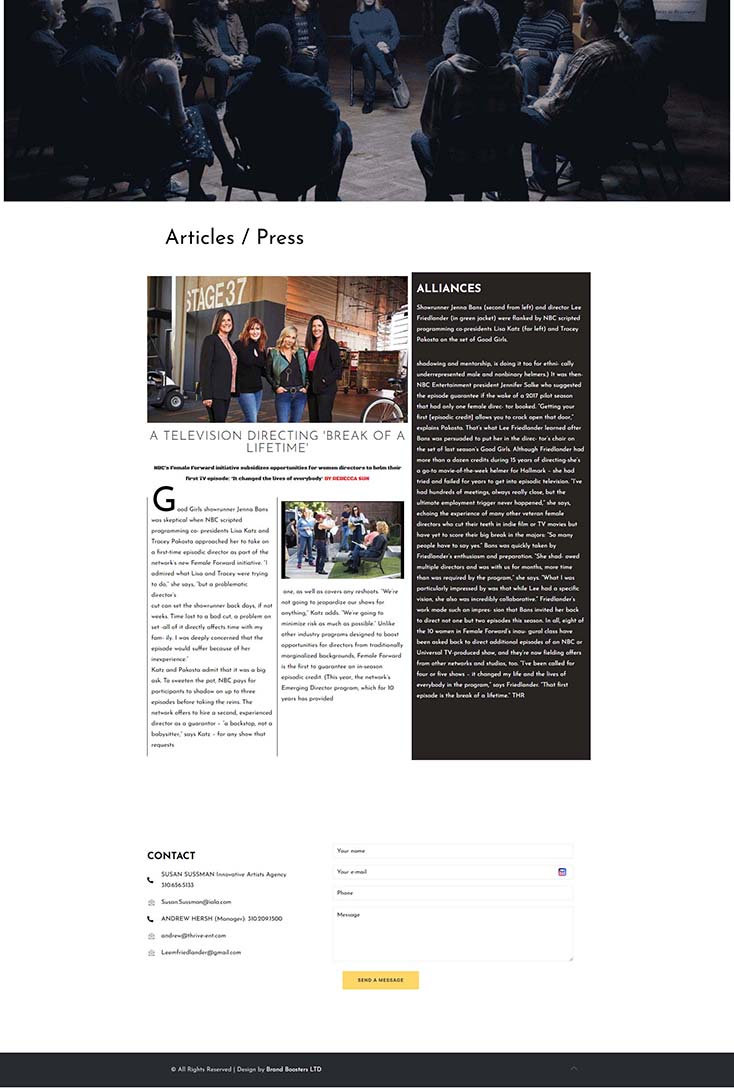 Articles / Press
STAGE 37
A TELEVISION DIRECTING 'BREAK OF A
LIFETIME'
NBC's Female Forward initiative subsidizes opportunities for women directors to helm their
first TV episode: 'It changed the lives of everybody' BY REBECCA SUN
Good Girls showrunner Jenna Bans
was skeptical when NBC scripted
programming co- presidents Lisa Katz and
Tracey Pakosta approached her to take on
a first-time episodic director as part of the
network's new Female Forward initiative. "I
admired what Lisa and Tracey were trying
to do," she says, "but a problematic
director's
cut can set the showrunner back days, if not
weeks. Time lost to a bad cut, a problem on
set -all of it directly affects time with my
fam- ily. I was deeply concerned that the
episode would suffer because of her
inexperience."
Katz and Pakosta admit that it was a big
ask. To sweeten the pot, NBC pays for
participants to shadow on up to three
episodes before taking the reins. The
network offers to hire a second, experienced
director as a guarantor – "a backstop, not a
babysitter," says Katz – for any show that
requests
one, as well as covers any reshoots. "We're
not going to jeopardize our shows for
anything," Katz adds. "We're going to
minimize risk as much as possible." Unlike
other industry programs designed to boost
opportunities for directors from traditionally
marginalized backgrounds, Female Forward
is the first to guarantee an in-season
episodic credit. (This year, the network's
Emerging Director program, which for 10
years has provided
ALLIANCES
Showrunner Jenna Bans (second from left) and director Lee
Friedlander (in green jacket) were flanked by NBC scripted
programming co-presidents Lisa Katz (far left) and Tracey
Pakosta on the set of Good Girls.
shadowing and mentorship, is doing it too for ethni- cally
underrepresented male and nonbinary helmers.) It was then-
NBC Entertainment president Jennifer Salke who suggested
the episode guarantee if the wake of a 2017 pilot season
that had only one female direc- tor booked. "Getting your
first [episodic credit] allows you to crack open that door,"
explains Pakosta. That's what Lee Friedlander learned after
Bans was persuaded to put her in the direc- tor's chair on
the set of last season's Good Girls. Although Friedlander had
more than a dozen credits during 15 years of directing-she's
a go-to movie-of-the-week helmer for Hallmark – she had
tried and failed for years to get into episodic television. "I've
had hundreds of meetings, always really close, but the
ultimate employment trigger never happened," she says,
echoing the experience of many other veteran female
directors who cut their teeth in indie film or TV movies but
have yet to score their big break in the majors: "So many
people have to say yes." Bans was quickly taken by
Friedlander's enthusiasm and preparation. "She shad- owed
multiple directors and was with us for months, more time
than was required by the program," she says. "What I was
particularly impressed by was that while Lee had a specific
vision, she also was incredibly collaborative." Friedlander's
work made such an impres- sion that Bans invited her back
to direct not one but two episodes this season. In all, eight of
the 10 women in Female Forward's inau- gural class have
been asked back to direct additional episodes of an NBC or
Universal TV-produced show, and they're now fielding offers
from other networks and studios, too. "I've been called for
four or five shows – it changed my life and the lives of
everybody in the program," says Friedlander. "That first
episode is the break of a lifetime." THR
CONTACT
SUSAN SUSSMAN Innovative Artists Agency
310.656.5133
Susan.Sussman@iala.com
ANDREW HERSH (Manager): 310.209.1500
andrew@thrive-ent.com
Leemfriedlander@gmail.com
Your name
Your e-mail
Phone
Message
SEND A MESSAGE
© All Rights Reserved | Design by Brand Boosters LTD